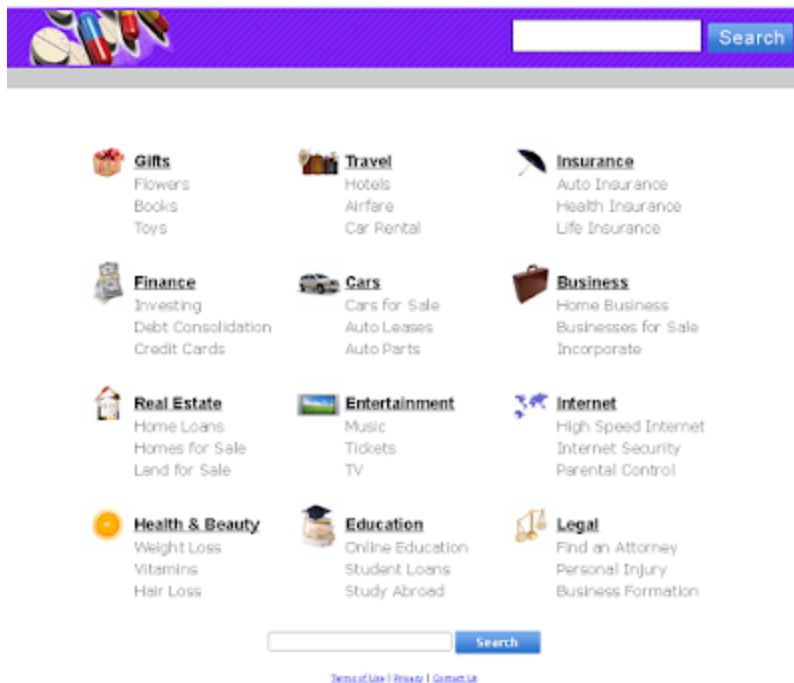 Search
Gifts
Flowers
Books
Toys
Travel
Hotels
Airfare
Car Rental
Insurance
Auto Insurance
Health Insurance
Life Insurance
Finance
Investing
Debt Consolidation
Credit Cards
Cars
Cars for Sale
Auto Leases
Auto Parts
Business
Home Business
Businesses for Sale
Incorporate
Real Estate
Home Loans
Homes for Sale
Land for Sale
Entertainment
Music
Tickets
TV
Internet
High Speed Internet
Internet Security
Parental Control
Health & Beauty
Weight Loss
Vitamins
Hair Loss
Education
Online Education
Student Loans
Study Abroad
Legal
Find an Attorney
Personal Injury
Business Formation
Search
Terms of Use | Privacy | Contact Us